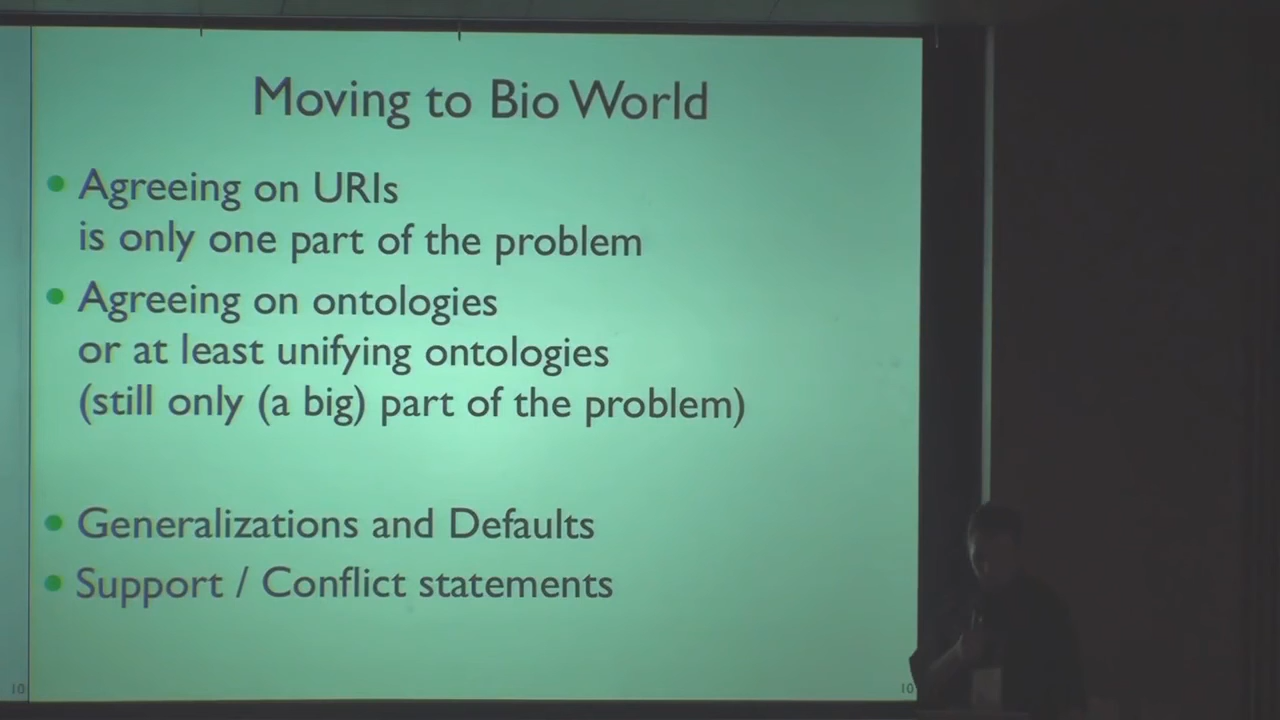 Moving to Bio World
• Agreeing on URIs
is only one part of the problem
• Agreeing on ontologies
or at least unifying ontologies
(still only (a big) part of the problem)
• Generalizations and Defaults
• Support / Conflict statements
10
10